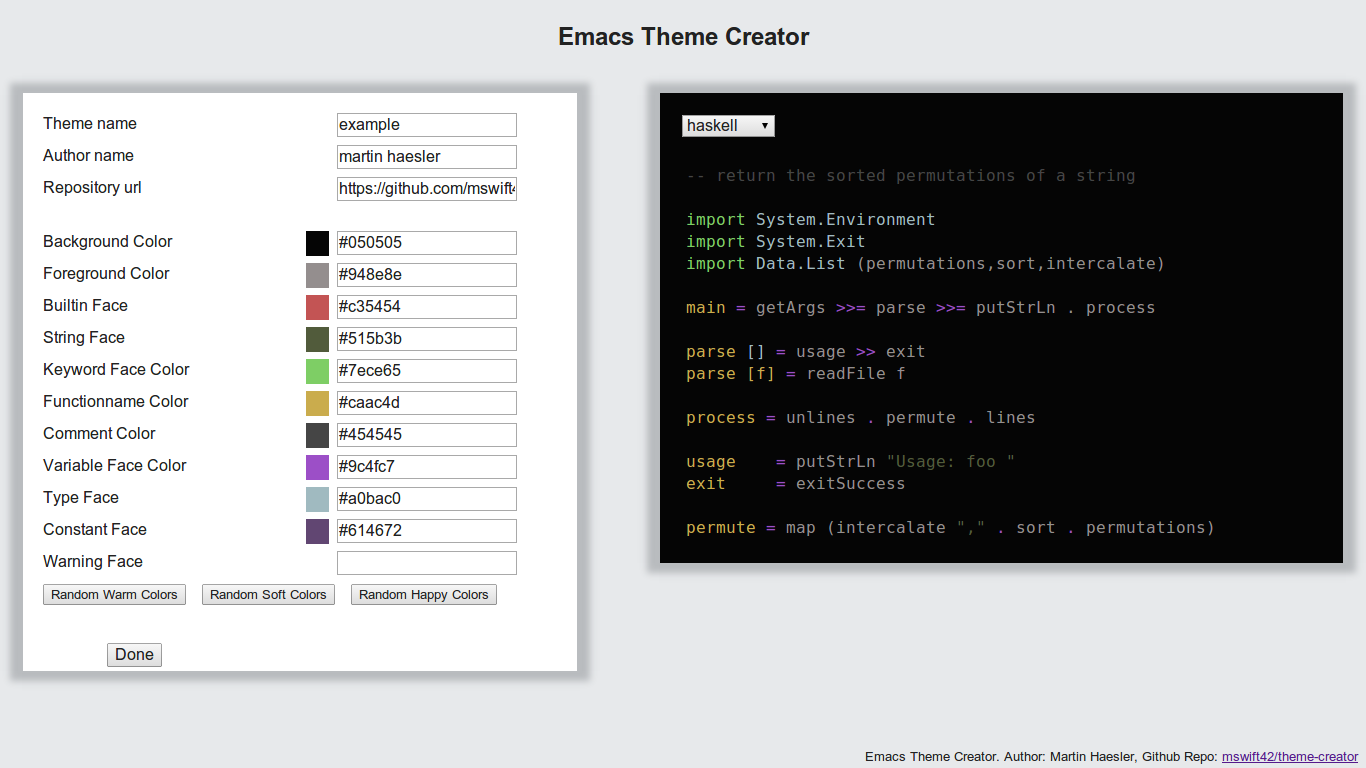 Emacs Theme Creator
Theme name example
Author name martin haesler
Repository url https://github.com/mswift4
Background Color #050505
Foreground Color #948e8e
Builtin Face #c35454
String Face #515b3b
Keyword Face Color #7ece65
Functionname Color #caac4d
Comment Color #454545
Variable Face Color #9c4fc7
Type Face #a0bac0
Constant Face #614672
Warning Face
Random Warm Colors Random Soft Colors Random Happy Colors
Done
haskell
-- return the sorted permutations of a string
import System.Environment
import System.Exit
import Data.List (permutations,sort,intercalate)
main = getArgs >>= parse >>= putStrLn . process
parse [] = usage >> exit
parse [f] = readFile f
process = unlines . permute . lines
usage    = putStrLn "Usage: foo "
exit     = exitSuccess
permute = map (intercalate "," . sort . permutations)
Emacs Theme Creator. Author: Martin Haesler, Github Repo: mswift42/theme-creator